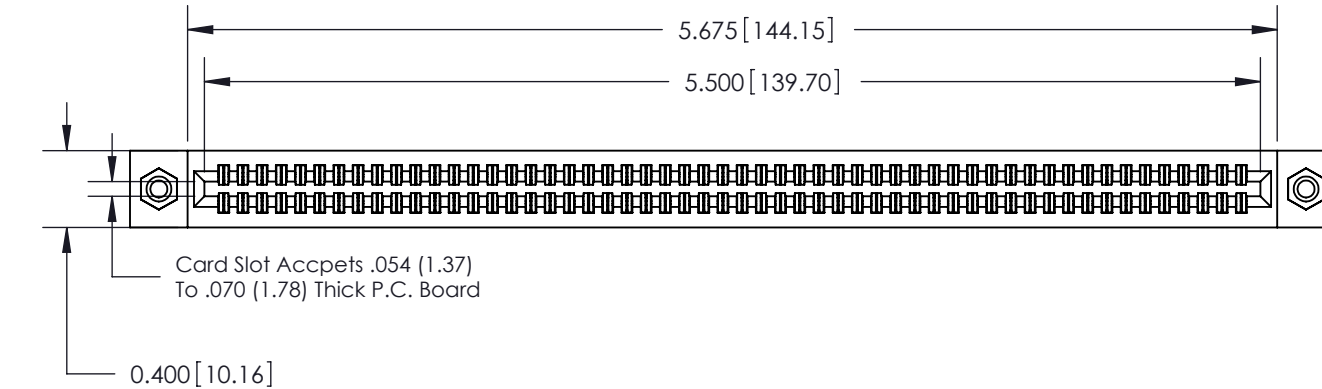 5.675[144.15]
5.500[139.70]
Card Slot Accpets .054 (1.37)
To .070 (1.78) Thick P.C. Board
0.400[10.16]